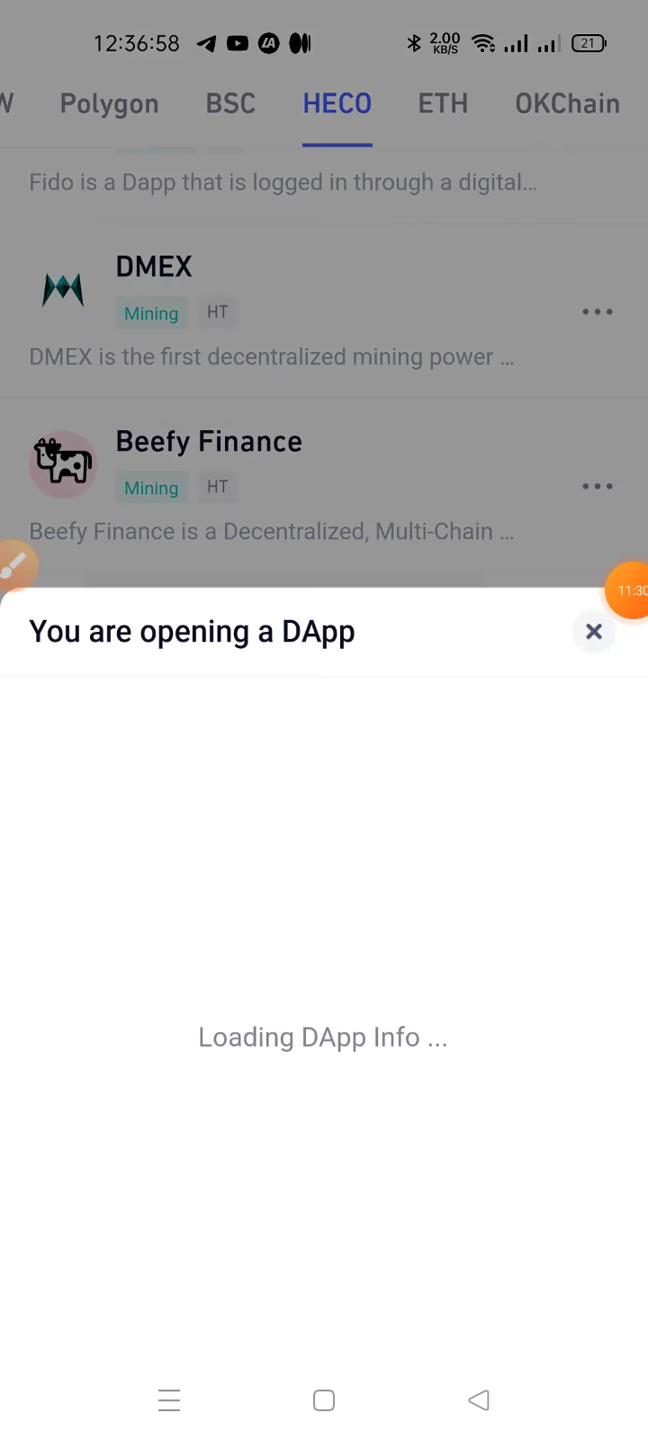 12:36:58 2.00 KB/S 21
W Polygon BSC HECO ETH OKChain
Fido is a Dapp that is logged in through a digital...
DMEX
Mining HT
DMEX is the first decentralized mining power ...
Beefy Finance
Mining HT
Beefy Finance is a Decentralized, Multi-Chain ...
11:30
You are opening a DApp
Loading DApp Info ...